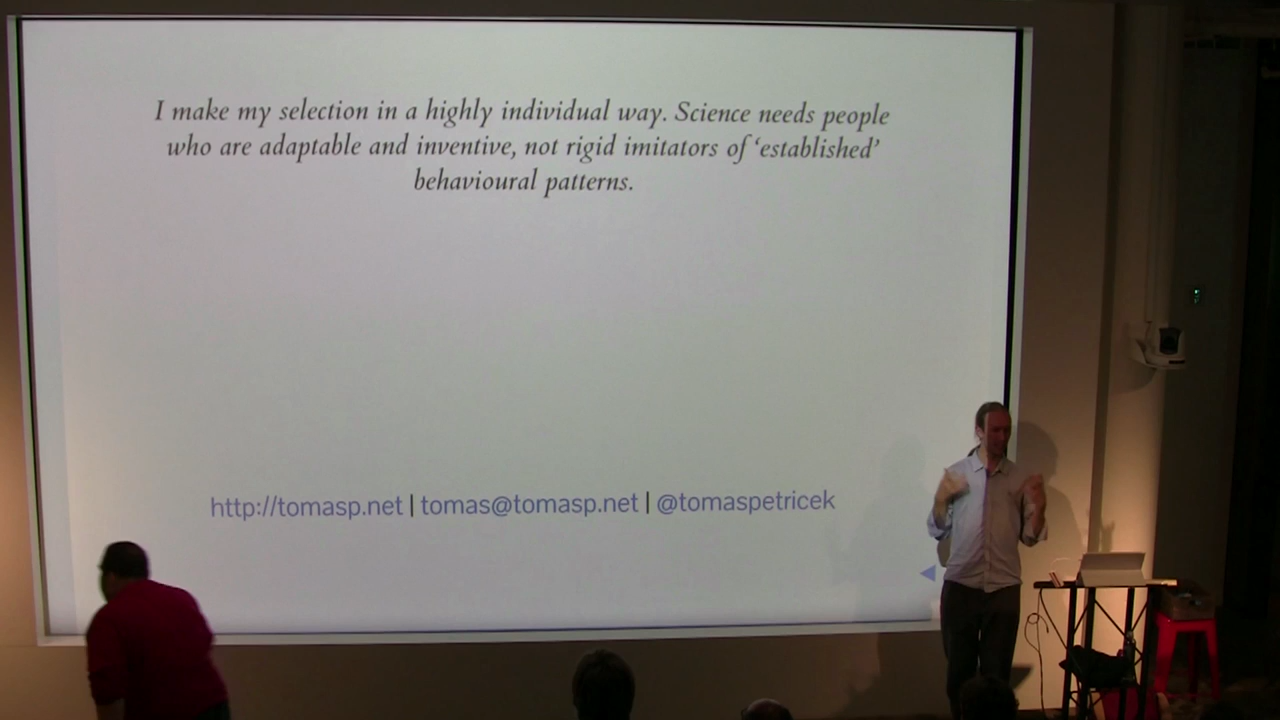 I make my selection in a highly individual way. Science needs people
who are adaptable and inventive, not rigid imitators of ‘established’
behavioural patterns.
http://tomasp.net | tomas@tomasp.net | @tomaspetricek